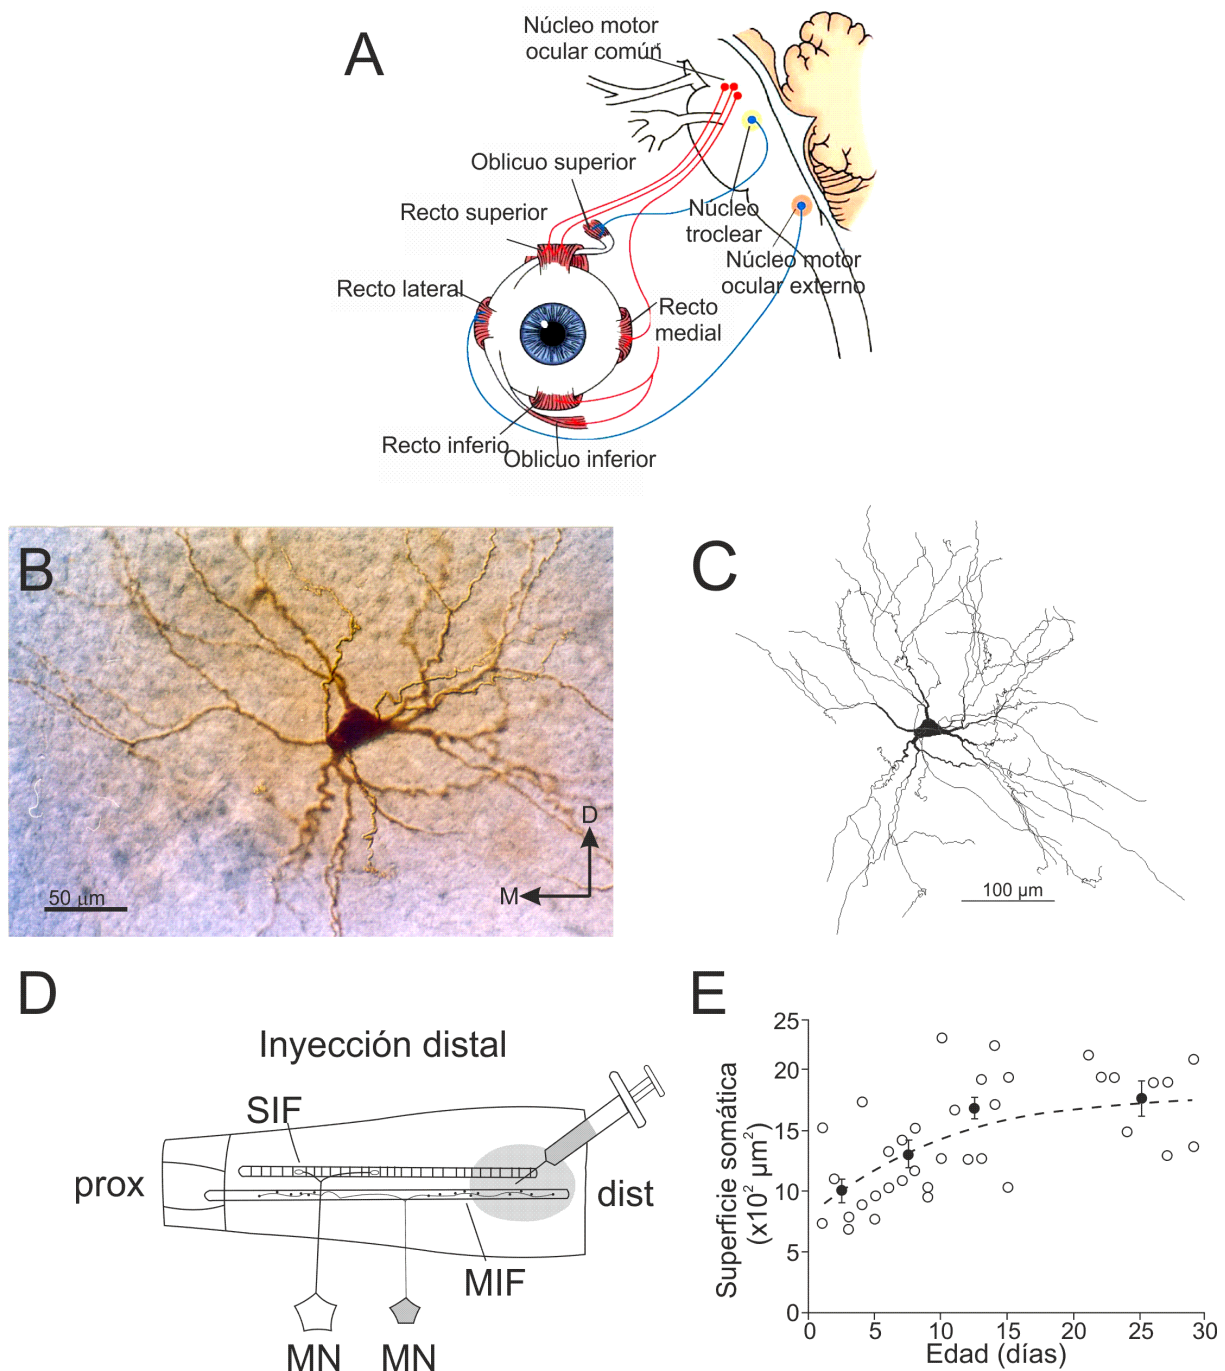 A
Núcleo motor
ocular común
Oblicuo superior
Recto superior
Núcleo
troclear
Núcleo motor
ocular externo
Recto lateral
Recto
medial
Recto inferio
Oblicuo inferior
B
D
M
50 µm
C
100 µm
D
Inyección distal
SIF
prox
dist
MIF
MN
MN
E
Superficie somática
(x10² µm²)
25
20
15
10
5
0
0
5
10
15
20
25
30
Edad (días)